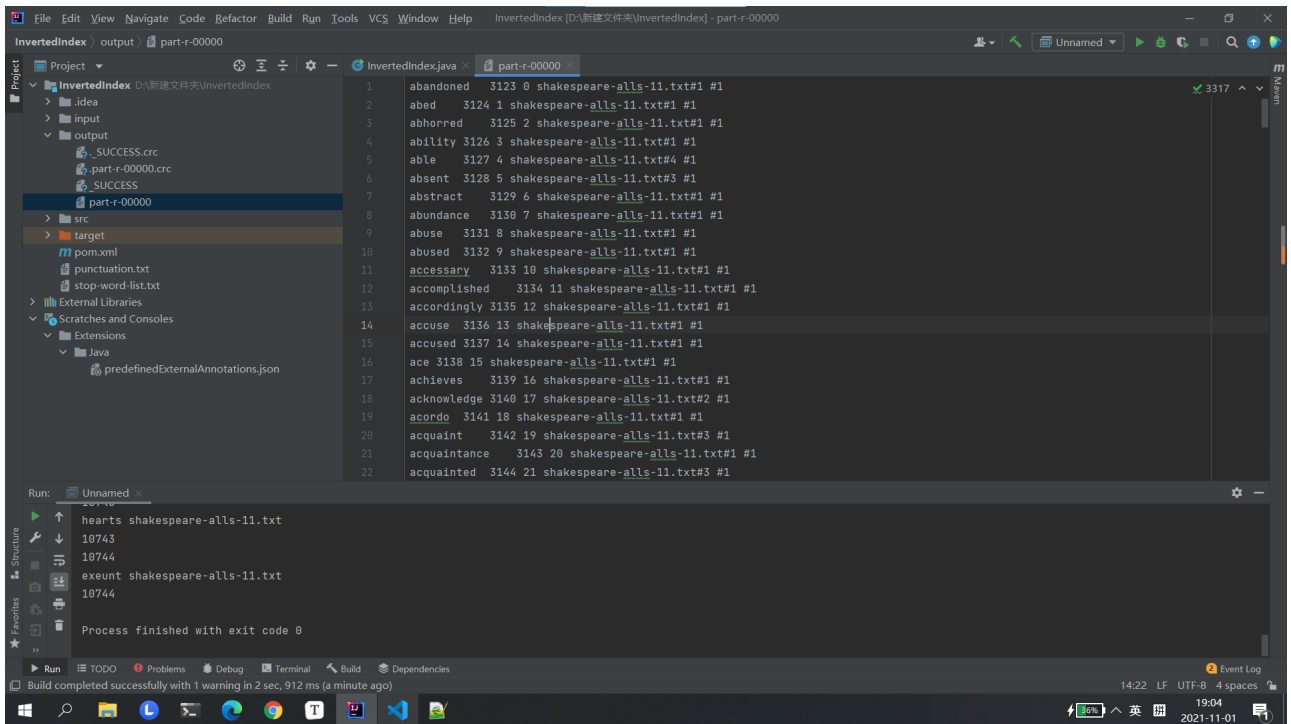 File Edit View Navigate Code Refactor Build Run Tools VCS Window Help InvertedIndex [D:\新建文件夹\InvertedIndex] - part-r-00000
InvertedIndex output part-r-00000 Unnamed
Project InvertedIndex.java part-r-00000
InvertedIndex D:\新建文件夹\InvertedIndex
.idea
input
output
._SUCCESS.crc
.part-r-00000.crc
_SUCCESS
part-r-00000
src
target
pom.xml
punctuation.txt
stop-word-list.txt
External Libraries
Scratches and Consoles
Extensions
Java
predefinedExternalAnnotations.json
1 abandoned 3123 0 shakespeare-alls-11.txt#1 #1
2 abed 3124 1 shakespeare-alls-11.txt#1 #1
3 abhorred 3125 2 shakespeare-alls-11.txt#1 #1
4 ability 3126 3 shakespeare-alls-11.txt#1 #1
5 able 3127 4 shakespeare-alls-11.txt#4 #1
6 absent 3128 5 shakespeare-alls-11.txt#3 #1
7 abstract 3129 6 shakespeare-alls-11.txt#1 #1
8 abundance 3130 7 shakespeare-alls-11.txt#1 #1
9 abuse 3131 8 shakespeare-alls-11.txt#1 #1
10 abused 3132 9 shakespeare-alls-11.txt#1 #1
11 accessary 3133 10 shakespeare-alls-11.txt#1 #1
12 accomplished 3134 11 shakespeare-alls-11.txt#1 #1
13 accordingly 3135 12 shakespeare-alls-11.txt#1 #1
14 accuse 3136 13 shakespeare-alls-11.txt#1 #1
15 accused 3137 14 shakespeare-alls-11.txt#1 #1
16 ace 3138 15 shakespeare-alls-11.txt#1 #1
17 achieves 3139 16 shakespeare-alls-11.txt#1 #1
18 acknowledge 3140 17 shakespeare-alls-11.txt#2 #1
19 acordo 3141 18 shakespeare-alls-11.txt#1 #1
20 acquaint 3142 19 shakespeare-alls-11.txt#3 #1
21 acquaintance 3143 20 shakespeare-alls-11.txt#1 #1
22 acquainted 3144 21 shakespeare-alls-11.txt#3 #1
3317
Maven
Project
Structure
Favorites
Run: Unnamed
hearts shakespeare-alls-11.txt
10743
10744
exeunt shakespeare-alls-11.txt
10744
Process finished with exit code 0
Run TODO Problems Debug Terminal Build Dependencies 2 Event Log
Build completed successfully with 1 warning in 2 sec, 912 ms (a minute ago) 14:22 LF UTF-8 4 spaces
36% 英 19:04
2021-11-01